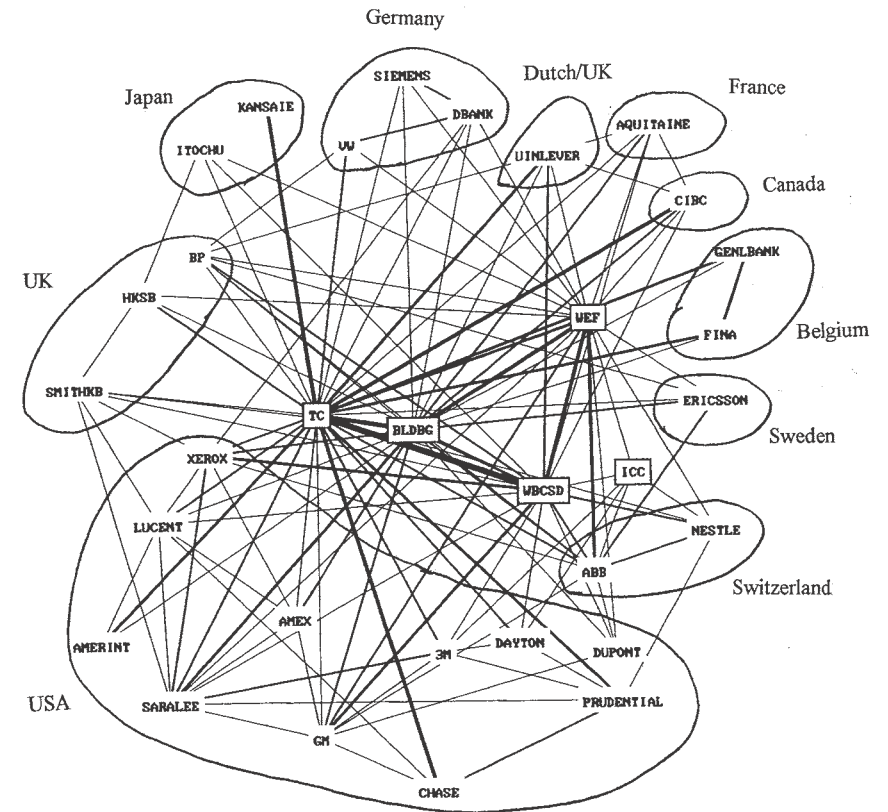 Germany
SIEMENS
Dutch/UK
Japan
KANSAIE
DBANK
France
AQUITAINE
ITOCHU
VW
UINLEVER
CIBC
Canada
BP
GENLBANK
UK
HKSB
WEF
FINA
Belgium
SMITHKB
TC
BLDBG
ERICSSON
Sweden
XEROX
ICC
WBCSD
LUCENT
NESTLE
ABB
Switzerland
AMEX
AMERINT
3M
DAYTON
DUPONT
USA
SARALEE
PRUDENTIAL
GM
CHASE